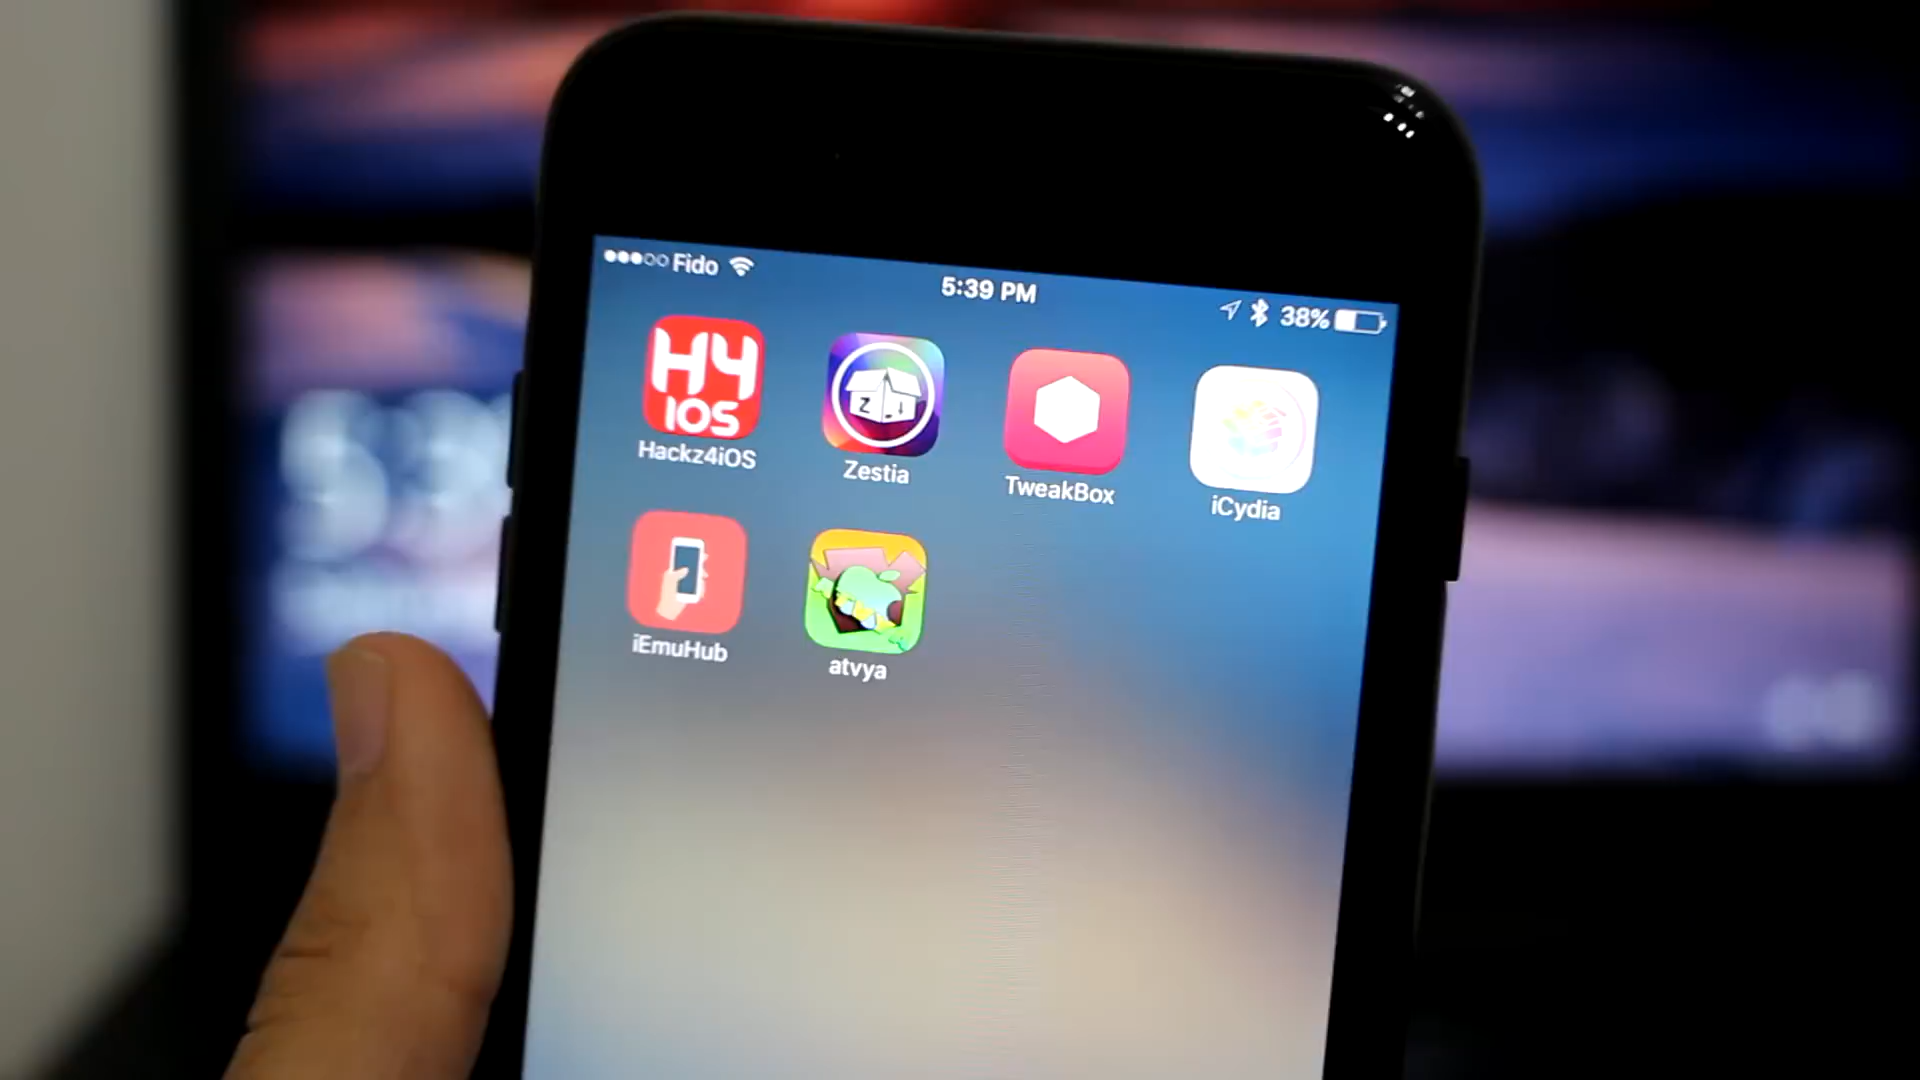 Fido
5:39 PM
38%
H4
iOS
Hackz4iOS
Z
Zestia
TweakBox
iCydia
iEmuHub
atvya